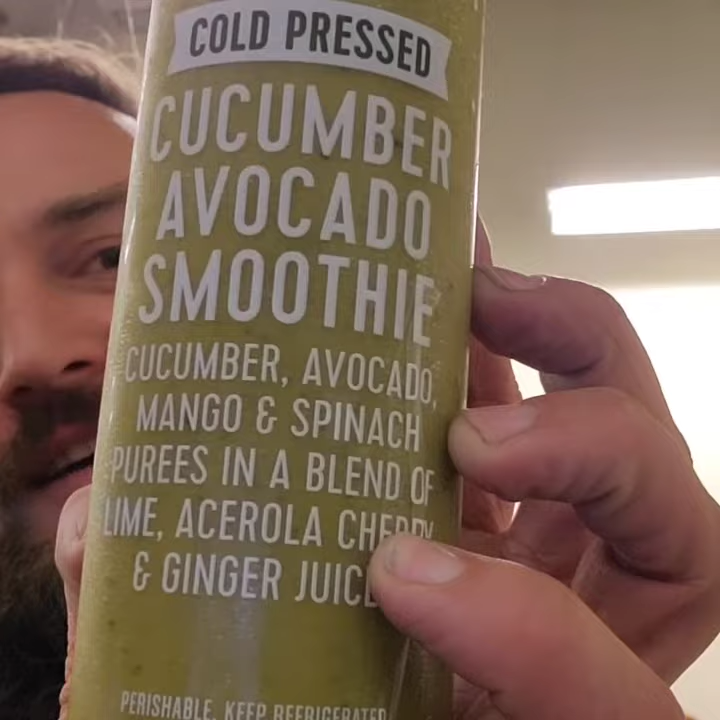 COLD PRESSED
CUCUMBER
AVOCADO
SMOOTHIE
CUCUMBER, AVOCADO,
MANGO & SPINACH
PUREES IN A BLEND OF
LIME, ACEROLA CHERRY
& GINGER JUICE
PERISHABLE. KEEP REFRIGERATED